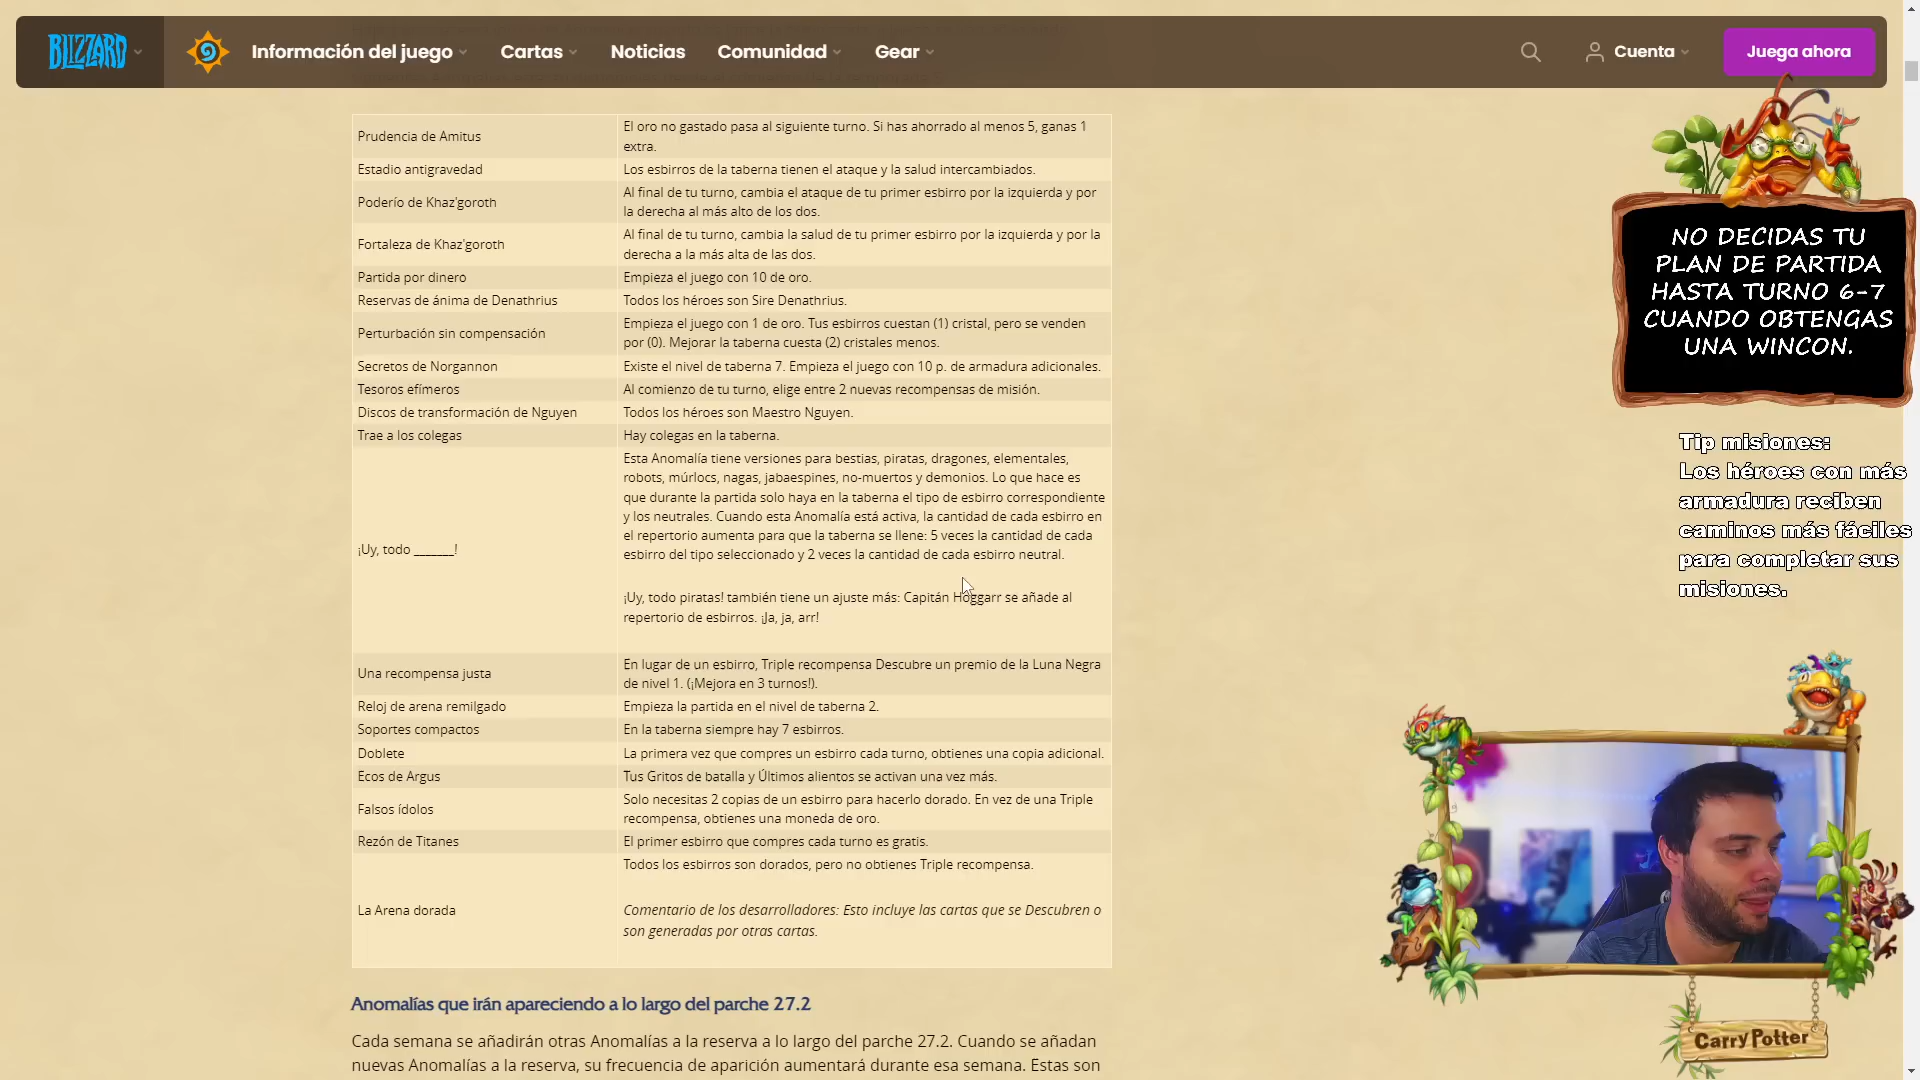 BLIZZARD
Información del juego
Cartas
Noticias
Comunidad
Gear
Cuenta
Juega ahora
Prudencia de Amitus
El oro no gastado pasa al siguiente turno. Si has ahorrado al menos 5, ganas 1
extra.
Estadio antigravedad
Los esbirros de la taberna tienen el ataque y la salud intercambiados.
Poderío de Khaz'goroth
Al final de tu turno, cambia el ataque de tu primer esbirro por la izquierda y por
la derecha al más alto de los dos.
Fortaleza de Khaz'goroth
Al final de tu turno, cambia la salud de tu primer esbirro por la izquierda y por la
derecha a la más alta de las dos.
Partida por dinero
Empieza el juego con 10 de oro.
Reservas de ánima de Denathrius
Todos los héroes son Sire Denathrius.
Perturbación sin compensación
Empieza el juego con 1 de oro. Tus esbirros cuestan (1) cristal, pero se venden
por (0). Mejorar la taberna cuesta (2) cristales menos.
Secretos de Norgannon
Existe el nivel de taberna 7. Empieza el juego con 10 p. de armadura adicionales.
Tesoros efímeros
Al comienzo de tu turno, elige entre 2 nuevas recompensas de misión.
Discos de transformación de Nguyen
Todos los héroes son Maestro Nguyen.
Trae a los colegas
Hay colegas en la taberna.
¡Uy, todo _______!
Esta Anomalía tiene versiones para bestias, piratas, dragones, elementales,
robots, múrlocs, nagas, jabaespines, no-muertos y demonios. Lo que hace es
que durante la partida solo haya en la taberna el tipo de esbirro correspondiente
y los neutrales. Cuando esta Anomalía está activa, la cantidad de cada esbirro en
el repertorio aumenta para que la taberna se llene: 5 veces la cantidad de cada
esbirro del tipo seleccionado y 2 veces la cantidad de cada esbirro neutral.
¡Uy, todo piratas! también tiene un ajuste más: Capitán Hoggarr se añade al
repertorio de esbirros. ¡Ja, ja, arr!
Una recompensa justa
En lugar de un esbirro, Triple recompensa Descubre un premio de la Luna Negra
de nivel 1. (¡Mejora en 3 turnos!).
Reloj de arena remilgado
Empieza la partida en el nivel de taberna 2.
Soportes compactos
En la taberna siempre hay 7 esbirros.
Doblete
La primera vez que compres un esbirro cada turno, obtienes una copia adicional.
Ecos de Argus
Tus Gritos de batalla y Últimos alientos se activan una vez más.
Falsos ídolos
Solo necesitas 2 copias de un esbirro para hacerlo dorado. En vez de una Triple
recompensa, obtienes una moneda de oro.
Rezón de Titanes
El primer esbirro que compres cada turno es gratis.
La Arena dorada
Todos los esbirros son dorados, pero no obtienes Triple recompensa.
Comentario de los desarrolladores: Esto incluye las cartas que se Descubren o
son generadas por otras cartas.
Anomalías que irán apareciendo a lo largo del parche 27.2
Cada semana se añadirán otras Anomalías a la reserva a lo largo del parche 27.2. Cuando se añadan
nuevas Anomalías a la reserva, su frecuencia de aparición aumentará durante esa semana. Estas son
NO DECIDAS TU
PLAN DE PARTIDA
HASTA TURNO 6-7
CUANDO OBTENGAS
UNA WINCON.
Tip misiones:
Los héroes con más
armadura reciben
caminos más fáciles
para completar sus
misiones.
CarryPotter